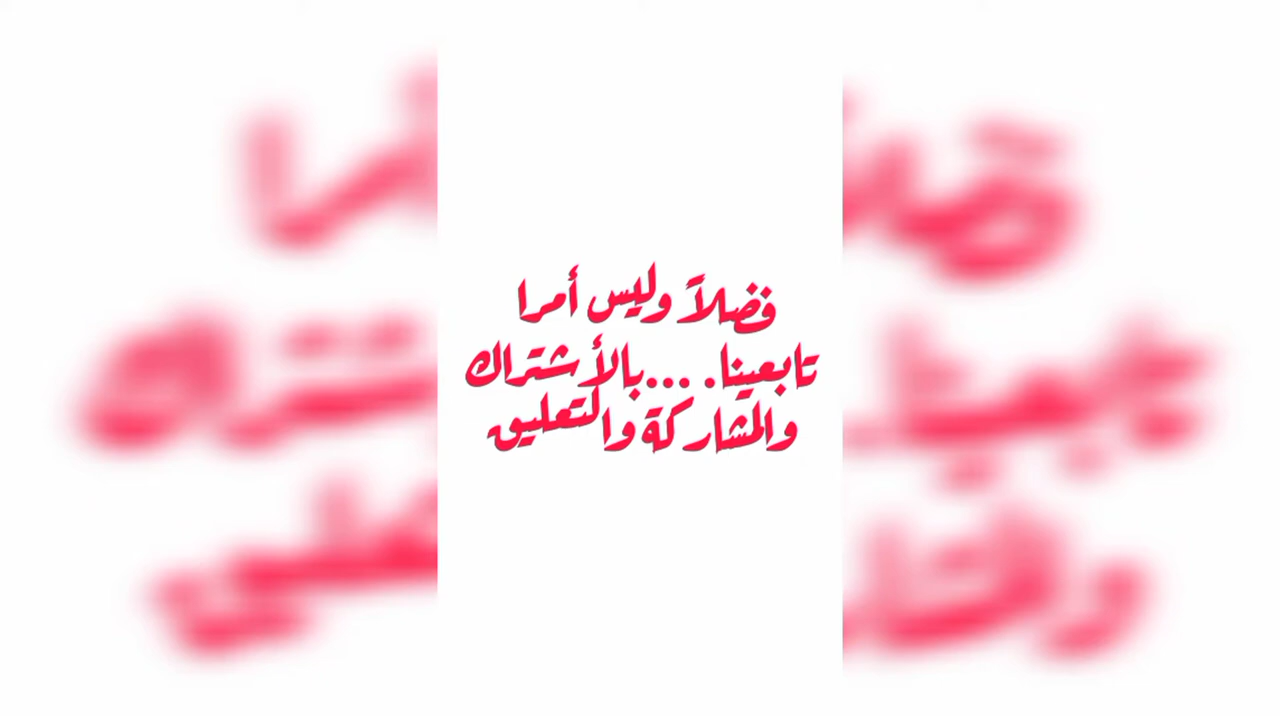 فضلاً وليس أمرا
تابعينا. ...بالأشتراك
والمشاركة والتعليق